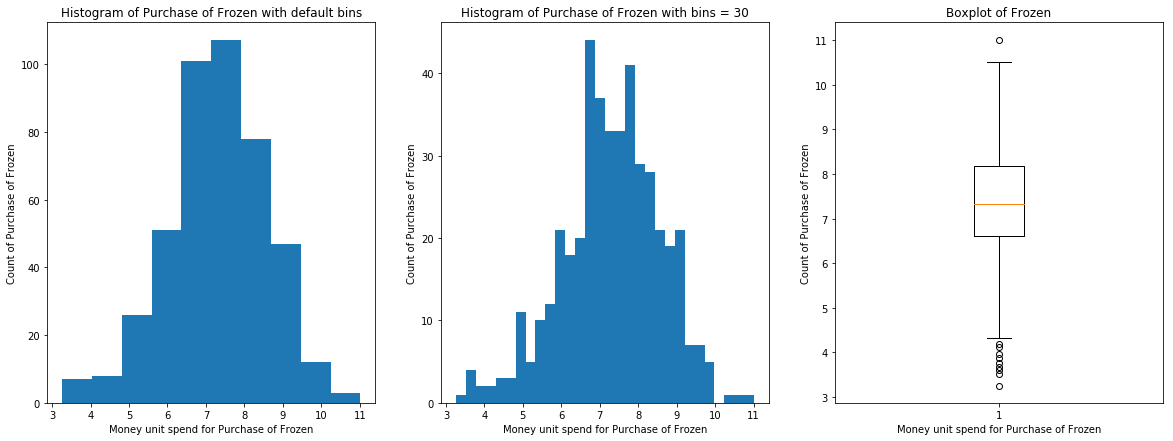 Histogram of Purchase of Frozen with default bins
Count of Purchase of Frozen
100
80
60
40
20
0
3 4 5 6 7 8 9 10 11
Money unit spend for Purchase of Frozen
Histogram of Purchase of Frozen with bins = 30
Count of Purchase of Frozen
40
30
20
10
0
3 4 5 6 7 8 9 10 11
Money unit spend for Purchase of Frozen
Boxplot of Frozen
Count of Purchase of Frozen
11
10
9
8
7
6
5
4
3
1
Money unit spend for Purchase of Frozen